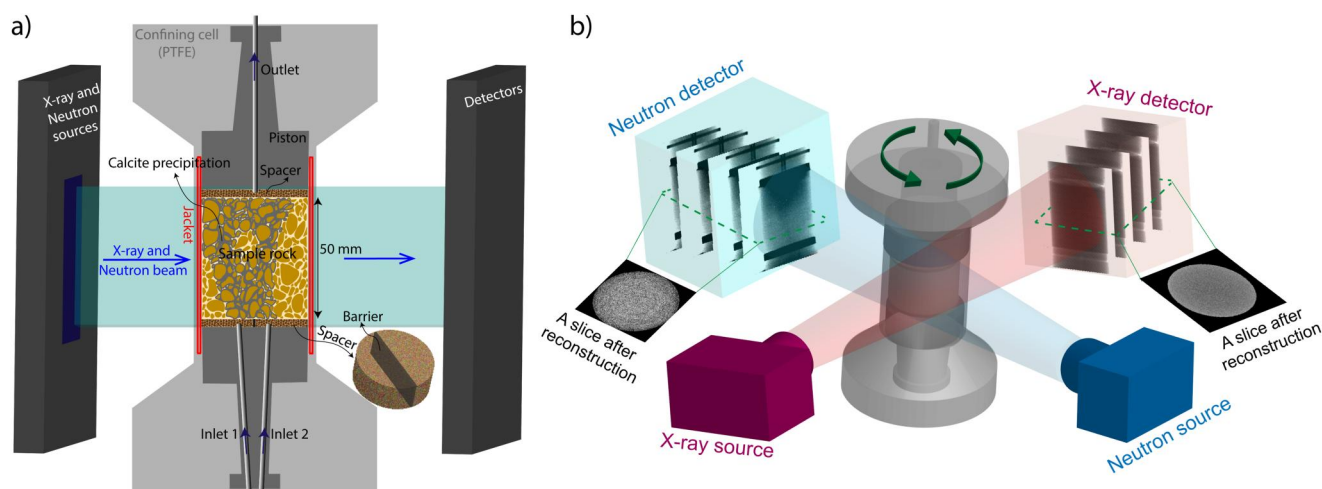 a)
Confining cell
(PTFE)
Outlet
X-ray and
Neutron
sources
Detectors
Piston
Calcite precipitation
Spacer
Jacket
X-ray and
Neutron beam
Sample rock
50 mm
Barrier
Spacer
Inlet 1
Inlet 2
b)
Neutron detector
X-ray detector
A slice after
reconstruction
A slice after
reconstruction
X-ray source
Neutron source